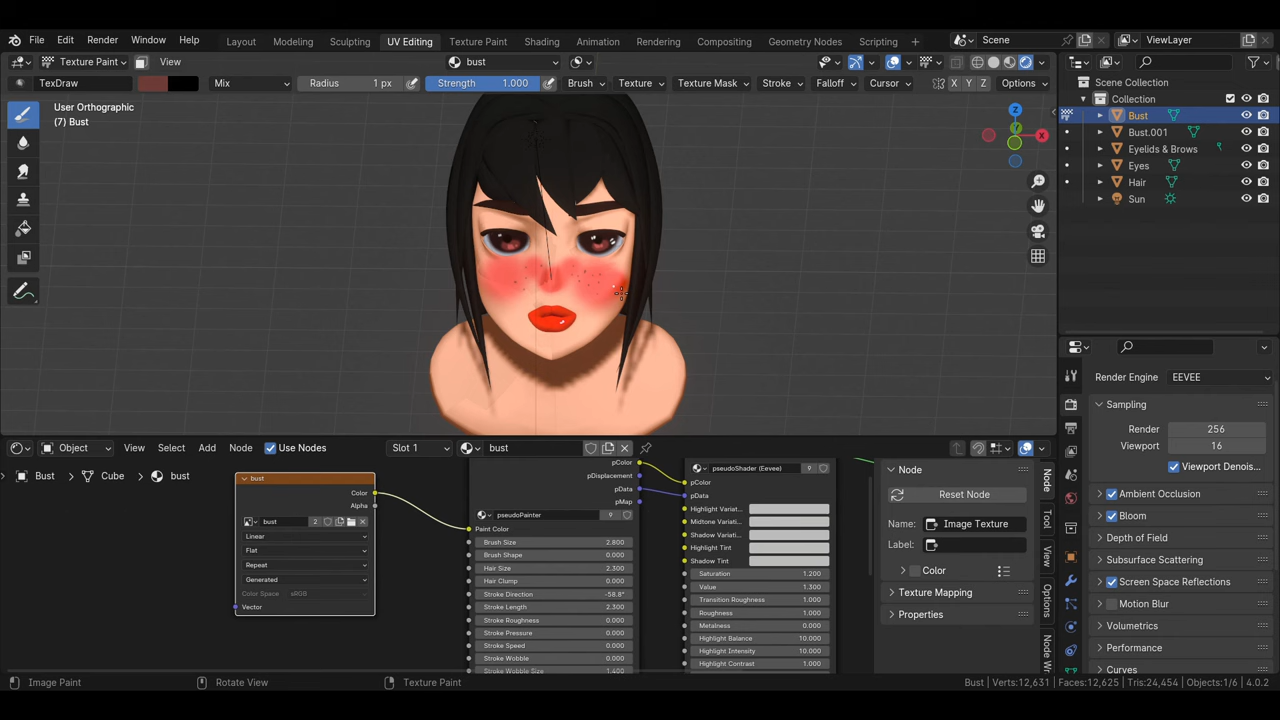 File Edit Render Window Help Layout Modeling Sculpting UV Editing Texture Paint Shading Animation Rendering Compositing Geometry Nodes Scripting + Scene ViewLayer
Texture Paint View bust
TexDraw Mix Radius 1 px Strength 1.000 Brush Texture Texture Mask Stroke Falloff Cursor X Y Z Options
User Orthographic
(7) Bust
Z
Y
X
Scene Collection
Collection
Bust
Bust.001
Eyelids & Brows
Eyes
Hair
Sun
Render Engine EEVEE
Sampling
Render 256
Viewport 16
Viewport Denois...
Ambient Occlusion
Bloom
Depth of Field
Subsurface Scattering
Screen Space Reflections
Motion Blur
Volumetrics
Performance
Curves
Object View Select Add Node Use Nodes Slot 1 bust
Bust > Cube > bust
bust
Color
Alpha
bust 2
Linear
Flat
Repeat
Generated
Color Space sRGB
Vector
pColor
pDisplacement
pData
pMap
pseudoPainter 9
Paint Color
Brush Size 2.800
Brush Shape 0.000
Hair Size 2.300
Hair Clump 0.000
Stroke Direction -58.8°
Stroke Length 2.300
Stroke Roughness 0.000
Stroke Pressure 0.000
Stroke Speed 0.000
Stroke Wobble 0.000
Stroke Wobble Size 1.400
pseudoShader (Eevee) 9
pColor
pData
Highlight Variat...
Midtone Variati...
Shadow Variati...
Highlight Tint
Shadow Tint
Saturation 1.200
Value 1.300
Transition Roughness 1.000
Roughness 1.000
Metalness 0.000
Highlight Balance 10.000
Highlight Intensity 10.000
Highlight Contrast 1.000
Node
Reset Node
Name: Image Texture
Label:
Color
Texture Mapping
Properties
Node
Tool
View
Options
Node Wr
Image Paint Rotate View Texture Paint Bust | Verts:12,631 | Faces:12,625 | Tris:24,454 | Objects:1/6 | 4.0.2